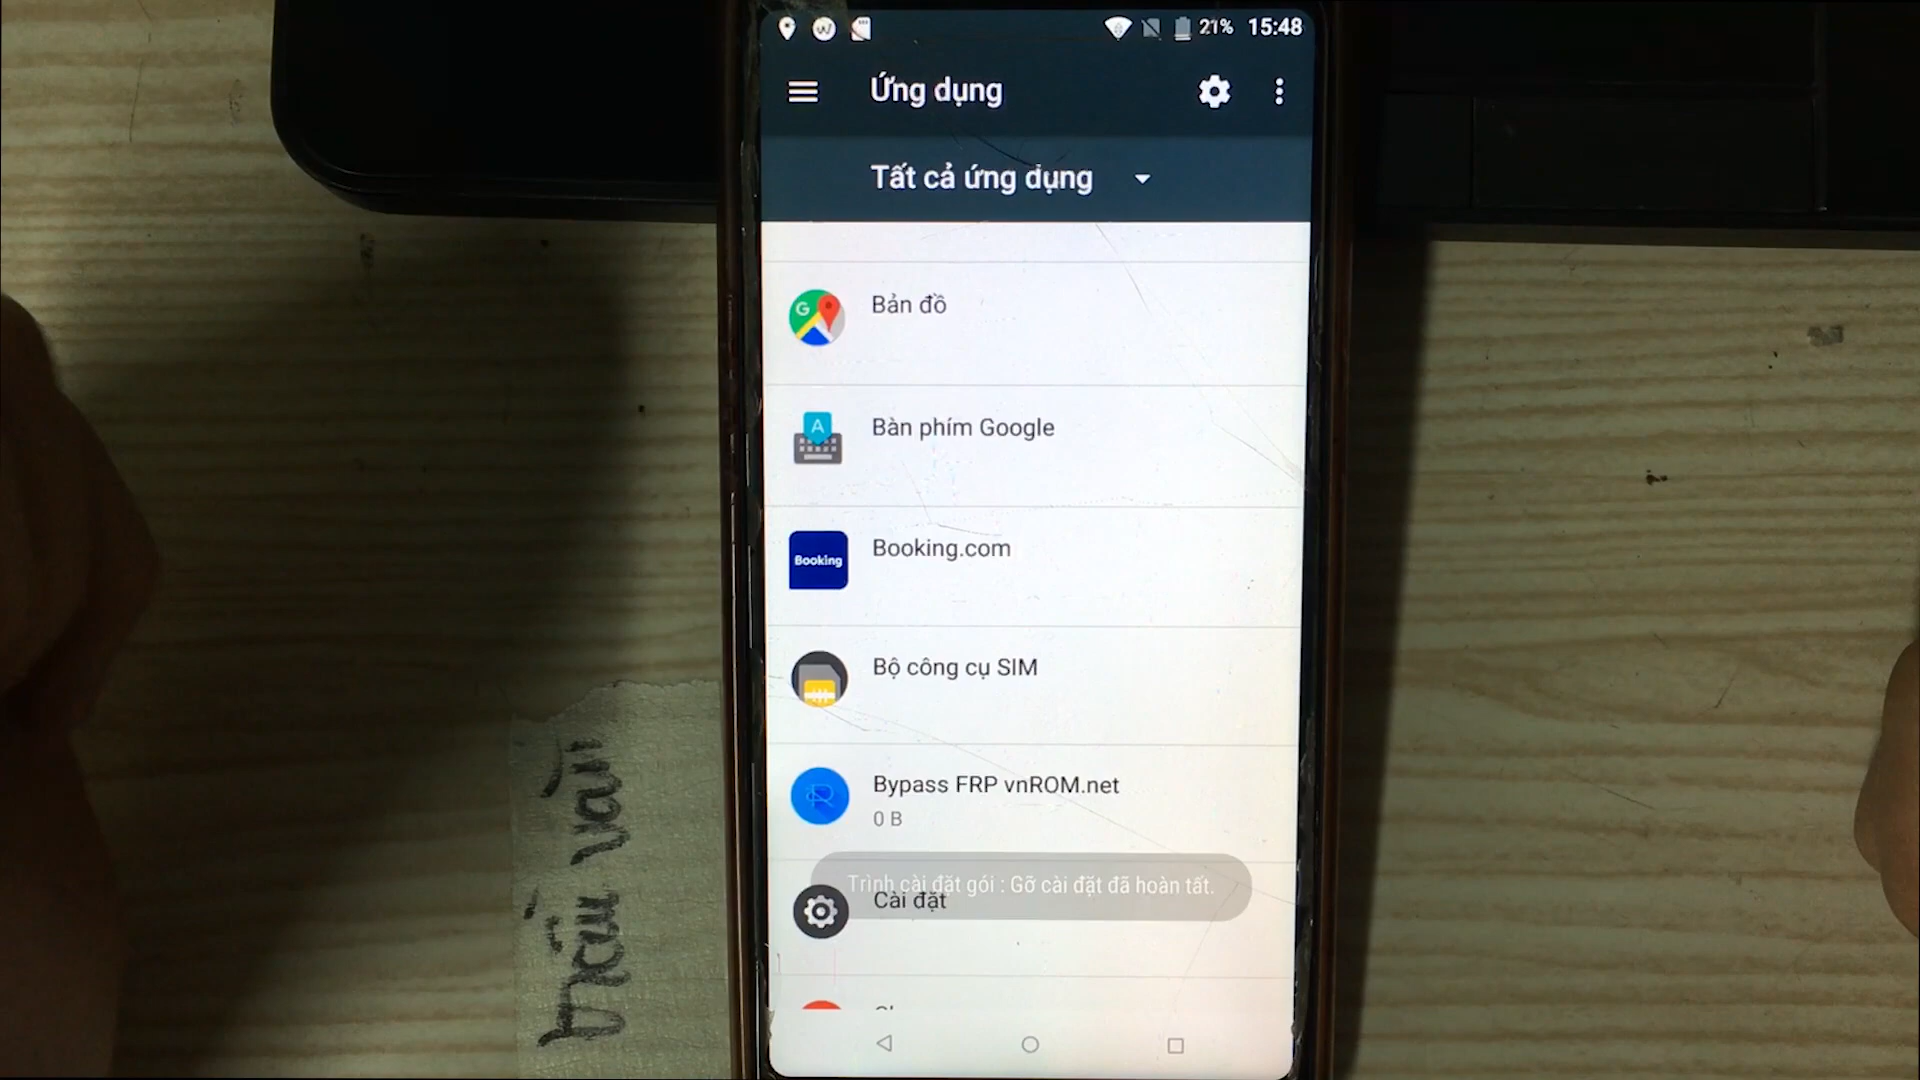 21% 15:48
Ứng dụng
Tất cả ứng dụng
G
Bản đồ
A
Bàn phím Google
Booking
Booking.com
Bộ công cụ SIM
Bypass FRP vnROM.net
0 B
Trình cài đặt gói : Gỡ cài đặt đã hoàn tất.
Cài đặt